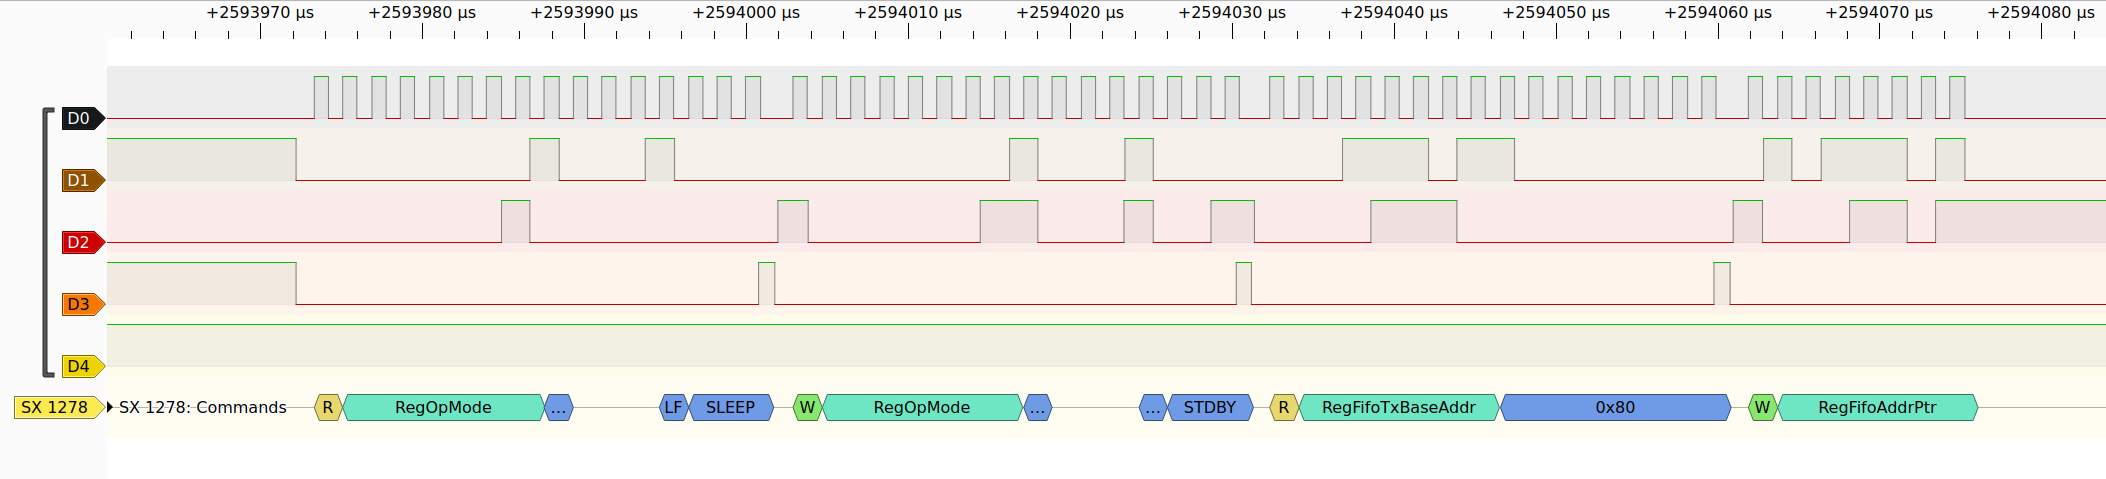 +2593970 µs +2593980 µs +2593990 µs +2594000 µs +2594010 µs +2594020 µs +2594030 µs +2594040 µs +2594050 µs +2594060 µs +2594070 µs +2594080 µs
D0
D1
D2
D3
D4
SX 1278 SX 1278: Commands R RegOpMode ... LF SLEEP W RegOpMode ... ... STDBY R RegFifoTxBaseAddr 0x80 W RegFifoAddrPtr